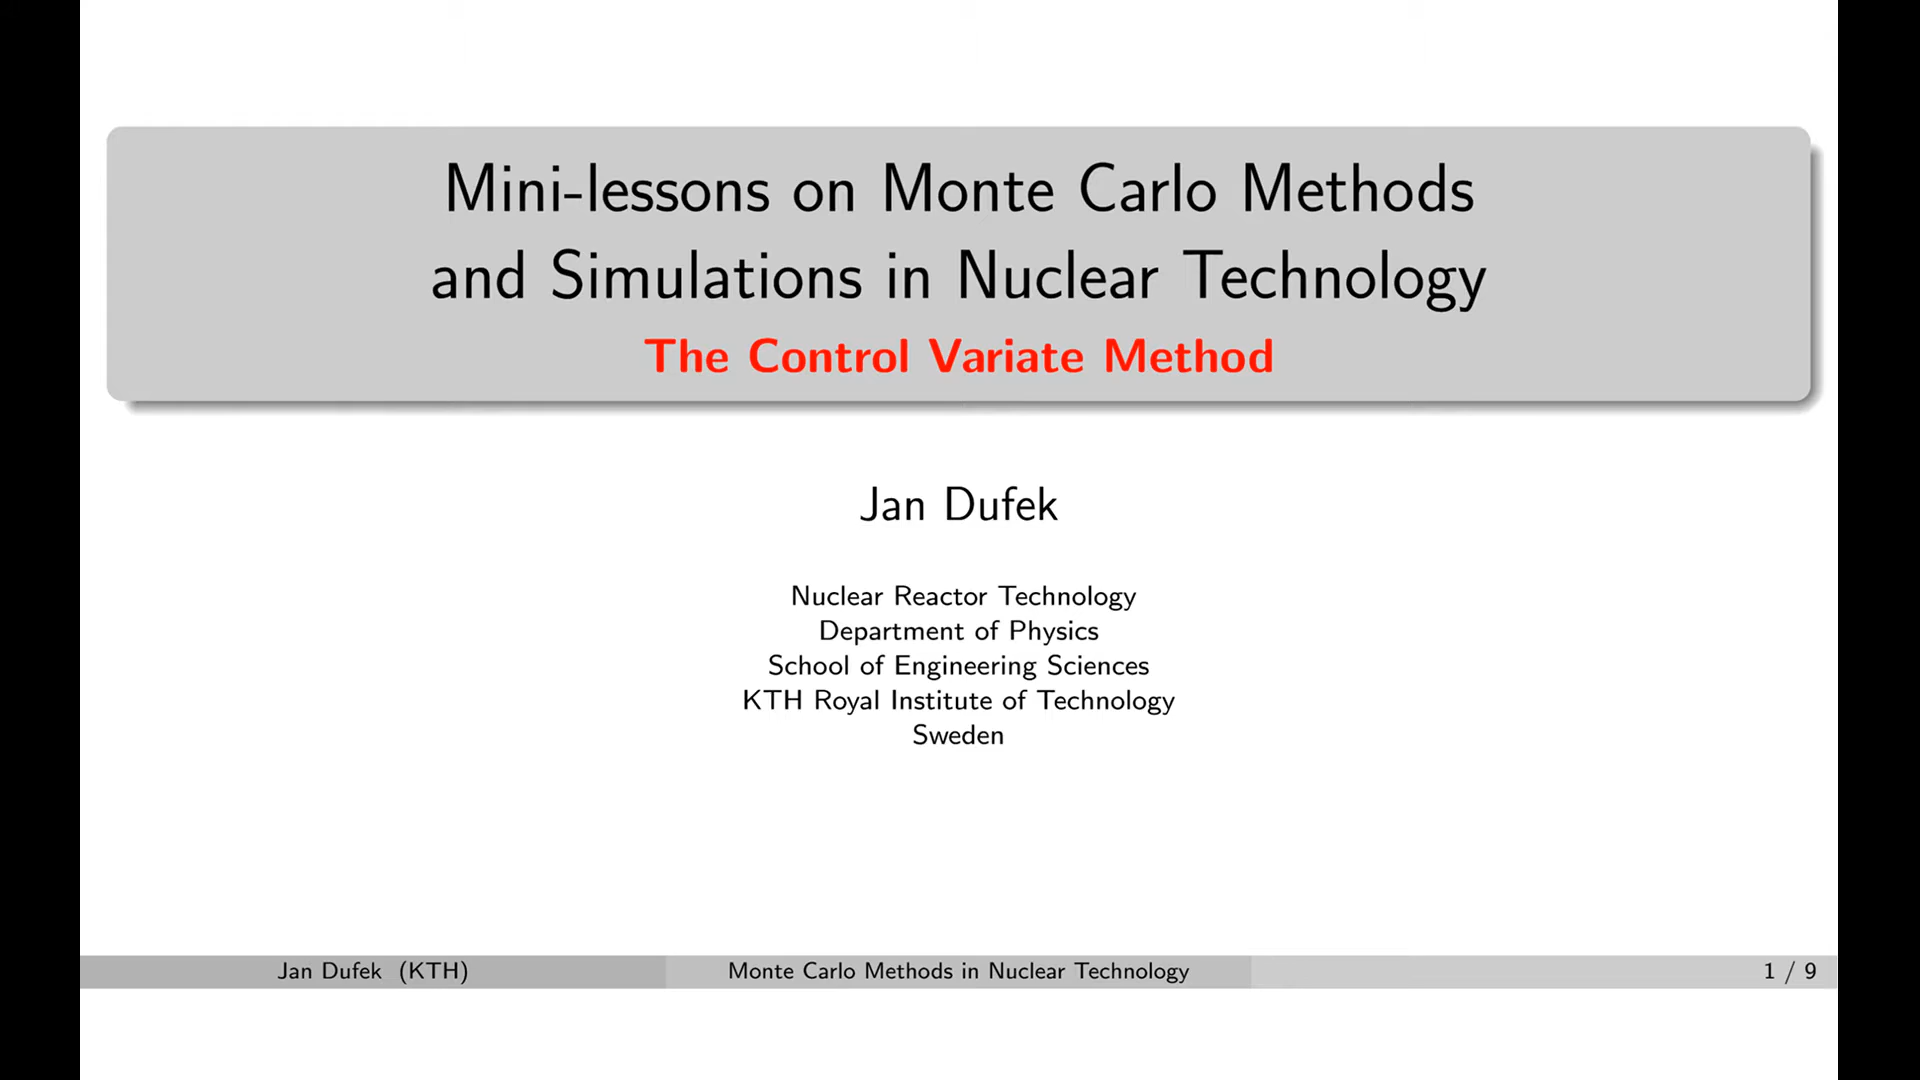 Mini-lessons on Monte Carlo Methods
and Simulations in Nuclear Technology
The Control Variate Method
Jan Dufek
Nuclear Reactor Technology
Department of Physics
School of Engineering Sciences
KTH Royal Institute of Technology
Sweden
Jan Dufek (KTH)
Monte Carlo Methods in Nuclear Technology
1 / 9